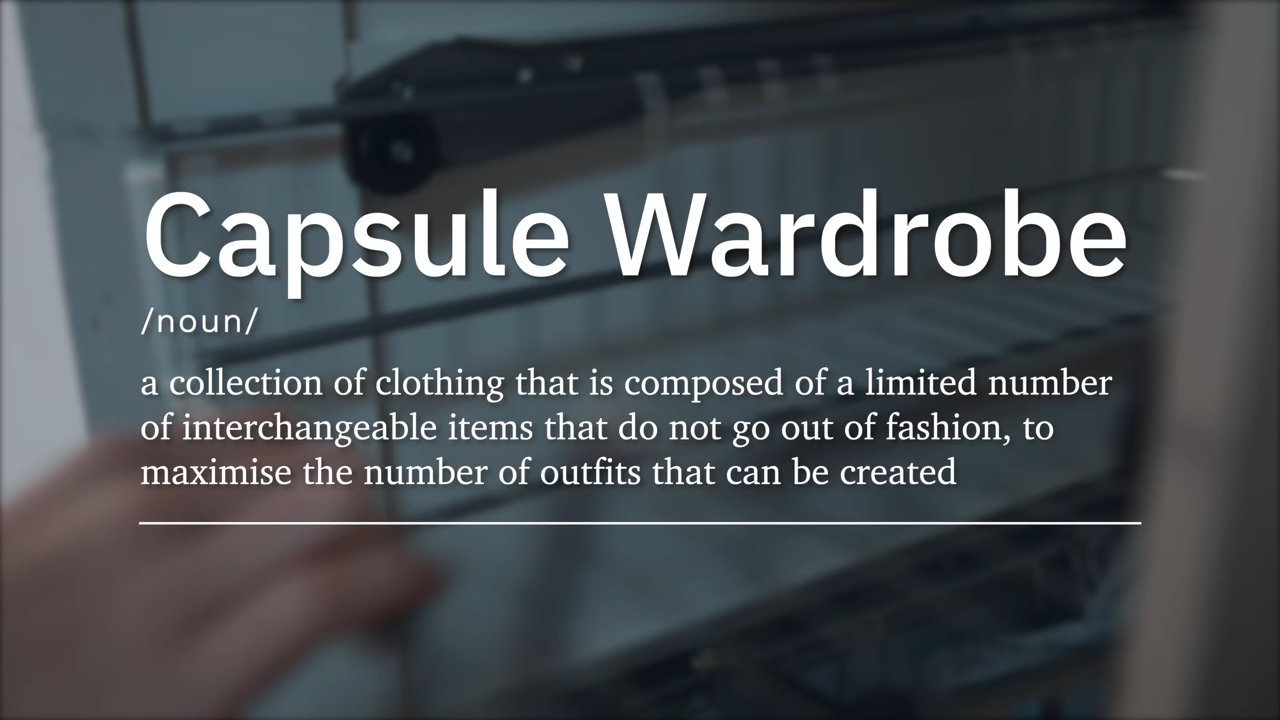 Capsule Wardrobe
/noun/
a collection of clothing that is composed of a limited number
of interchangeable items that do not go out of fashion, to
maximise the number of outfits that can be created